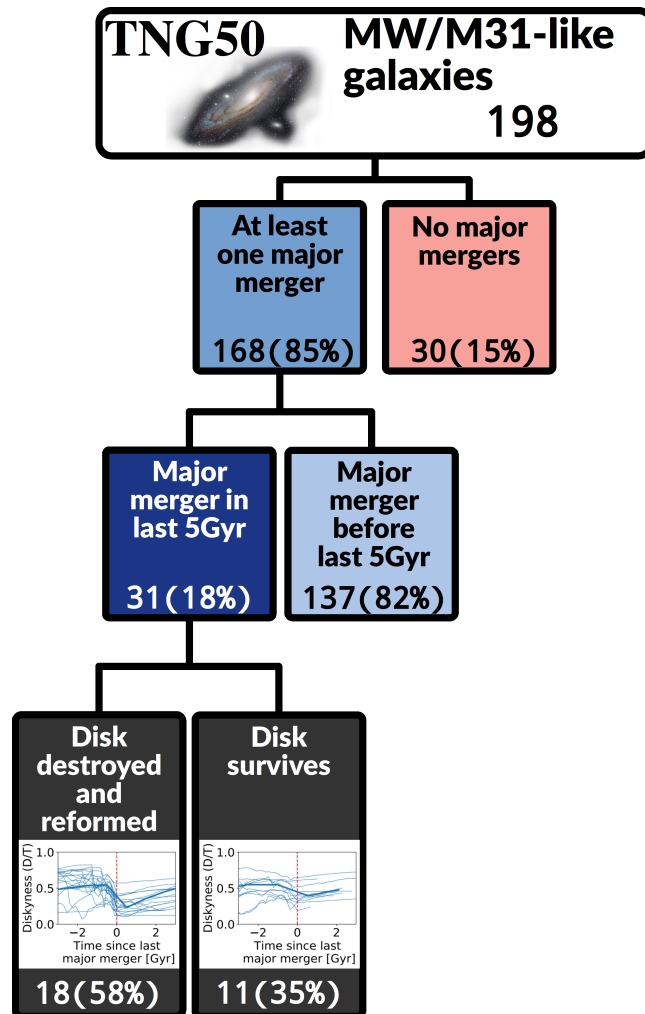 TNG50
MW/M31-like
galaxies
198
At least
one major
merger
168(85%)
No major
mergers
30(15%)
Major
merger in
last 5Gyr
31(18%)
Major
merger
before
last 5Gyr
137(82%)
Disk
destroyed
and
reformed
Diskyness (D/T)
1.0
0.5
0.0
−2 0 2
Time since last
major merger [Gyr]
18(58%)
Disk
survives
Diskyness (D/T)
1.0
0.5
0.0
−2 0 2
Time since last
major merger [Gyr]
11(35%)